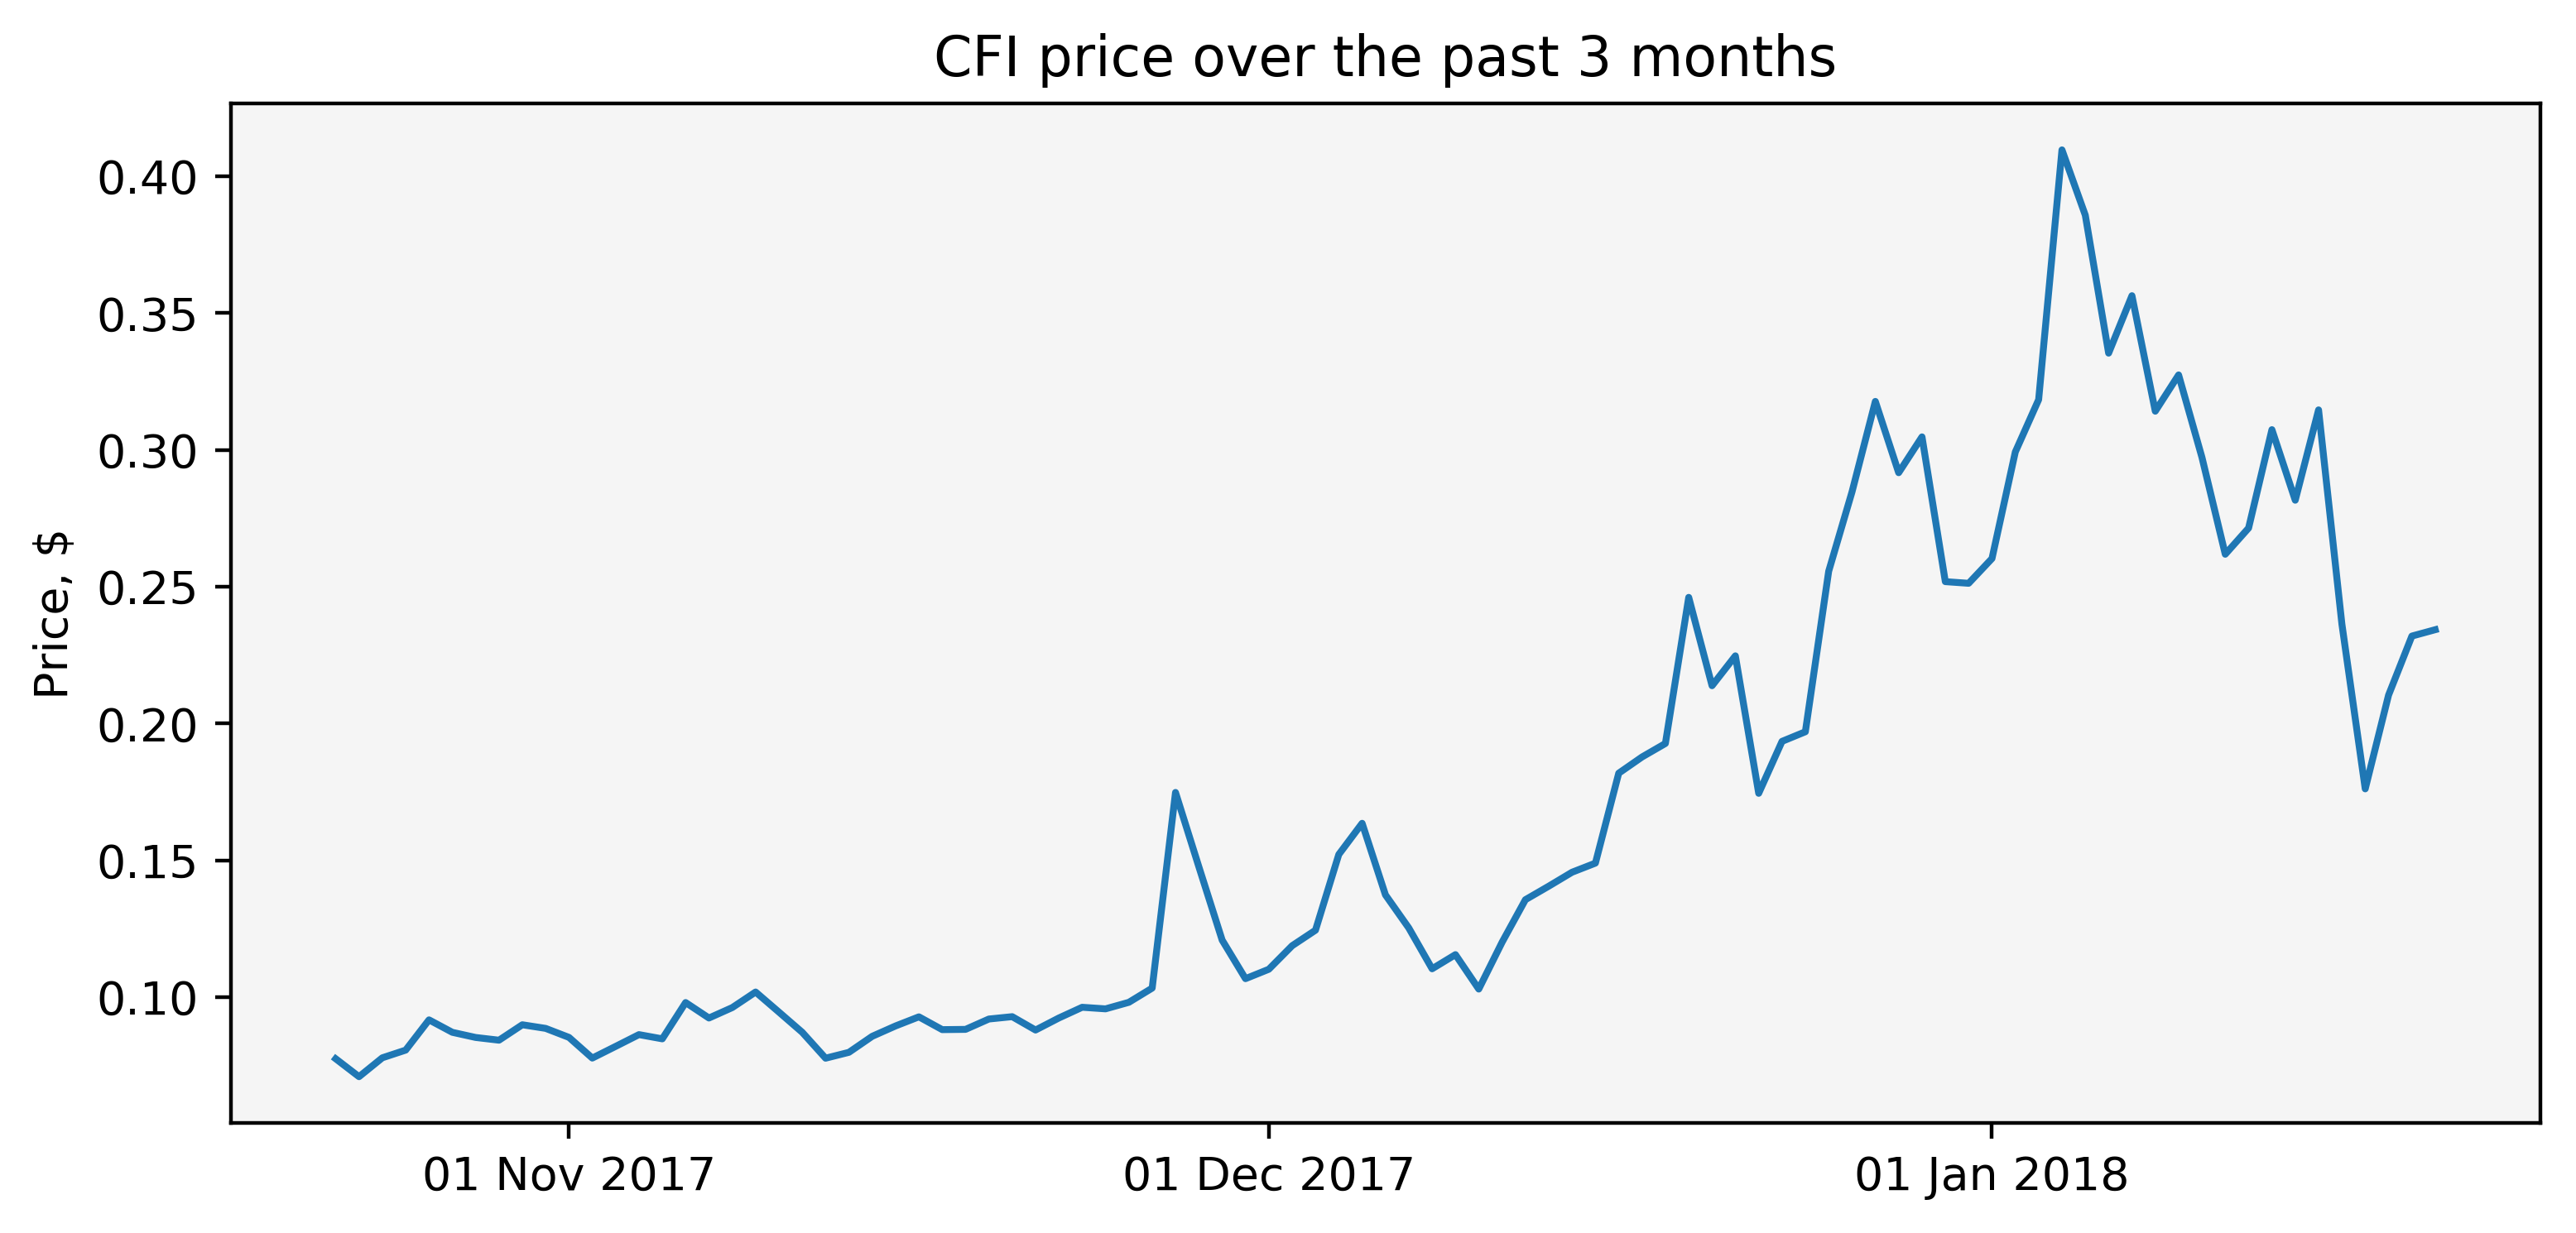 CFI price over the past 3 months
0.40
0.35
0.30
0.25
0.20
0.15
0.10
Price, $
01 Nov 2017
01 Dec 2017
01 Jan 2018